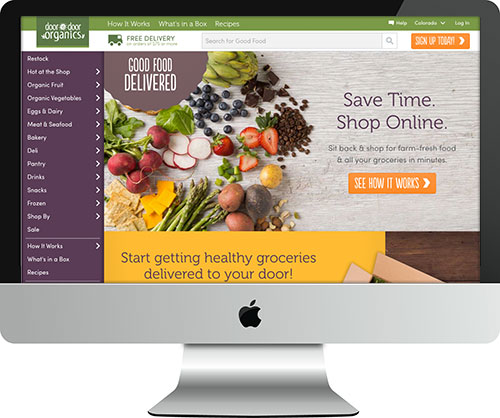 door to door
organics
How It Works
What's in a Box
Recipes
Help
Colorado
Log In
FREE DELIVERY
on orders of $70 or more
Search for Good Food
SIGN UP TODAY!
Restock
Hot at the Shop
Organic Fruit
Organic Vegetables
Eggs & Dairy
Meat & Seafood
Bakery
Deli
Pantry
Drinks
Snacks
Frozen
Shop By
Sale
How It Works
What's in a Box
Recipes
GOOD FOOD
DELIVERED
Save Time.
Shop Online.
Sit back & shop for farm-fresh food
& all your groceries in minutes.
SEE HOW IT WORKS
Start getting healthy groceries
delivered to your door!